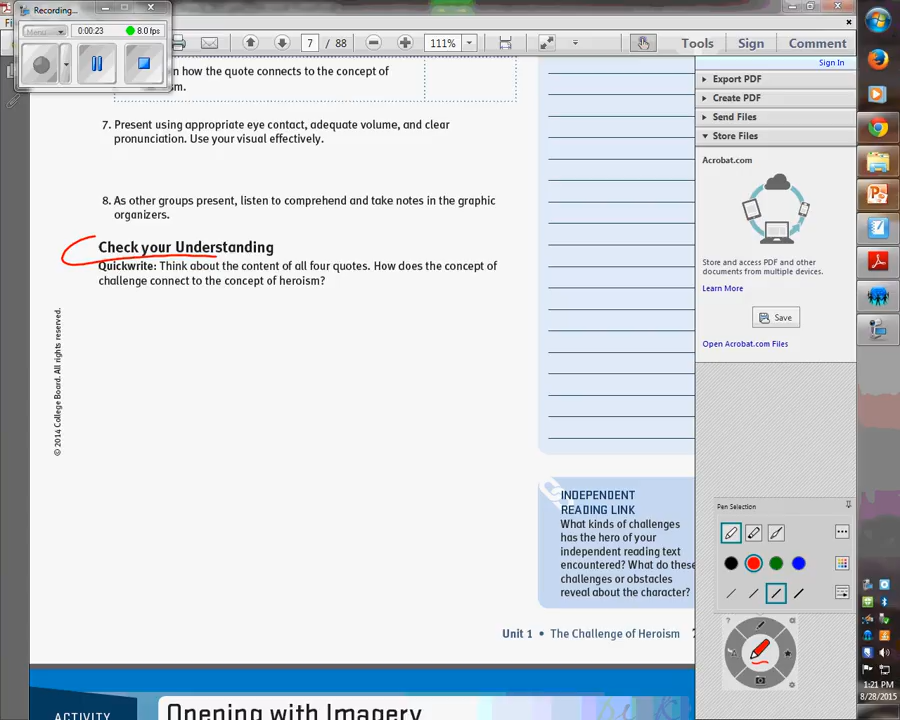 Recording...
Menu
0:00:23
8.0 fps
7 / 88
111%
Tools
Sign
Comment
n how the quote connects to the concept of
sm.
7. Present using appropriate eye contact, adequate volume, and clear
pronunciation. Use your visual effectively.
8. As other groups present, listen to comprehend and take notes in the graphic
organizers.
Check your Understanding
Quickwrite: Think about the content of all four quotes. How does the concept of
challenge connect to the concept of heroism?
© 2014 College Board. All rights reserved.
INDEPENDENT
READING LINK
What kinds of challenges
has the hero of your
independent reading text
encountered? What do these
challenges or obstacles
reveal about the character?
Unit 1 • The Challenge of Heroism
ACTIVITY
Opening with Imagery
Sign In
Export PDF
Create PDF
Send Files
Store Files
Acrobat.com
Store and access PDF and other
documents from multiple devices.
Learn More
Save
Open Acrobat.com Files
Pen Selection
1:21 PM
8/28/2015